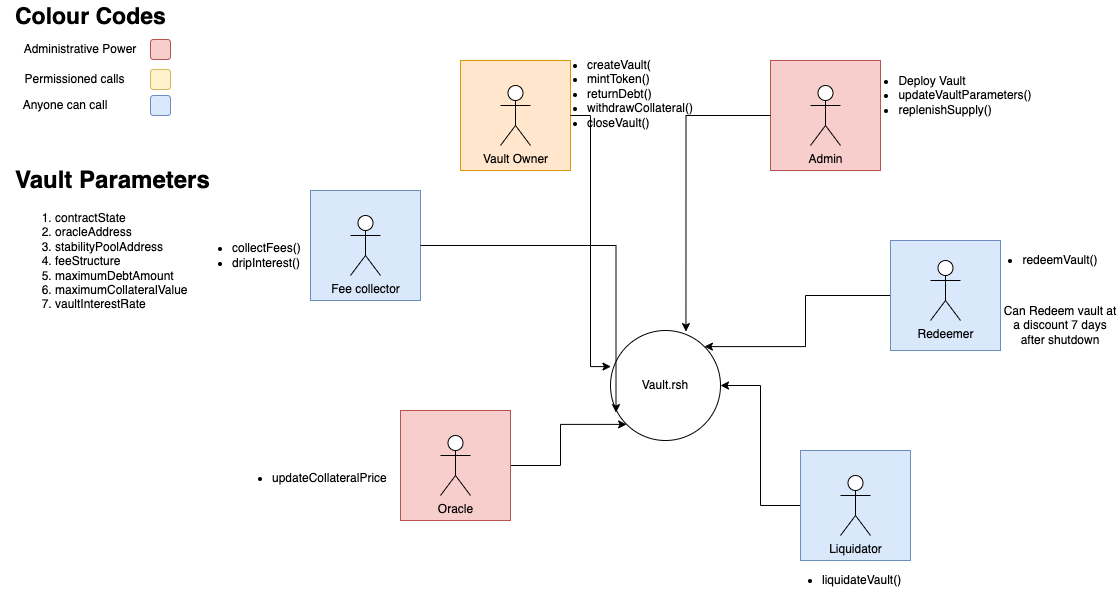 Colour Codes
Administrative Power
Permissioned calls
Anyone can call
Vault Parameters
1. contractState
2. oracleAddress
3. stabilityPoolAddress
4. feeStructure
5. maximumDebtAmount
6. maximumCollateralValue
7. vaultInterestRate
Vault Owner
• createVault(
• mintToken()
• returnDebt()
• withdrawCollateral()
• closeVault()
Admin
• Deploy Vault
• updateVaultParameters()
• replenishSupply()
• collectFees()
• dripInterest()
Fee collector
Redeemer
• redeemVault()
Can Redeem vault at
a discount 7 days
after shutdown
Vault.rsh
• updateCollateralPrice
Oracle
Liquidator
• liquidateVault()